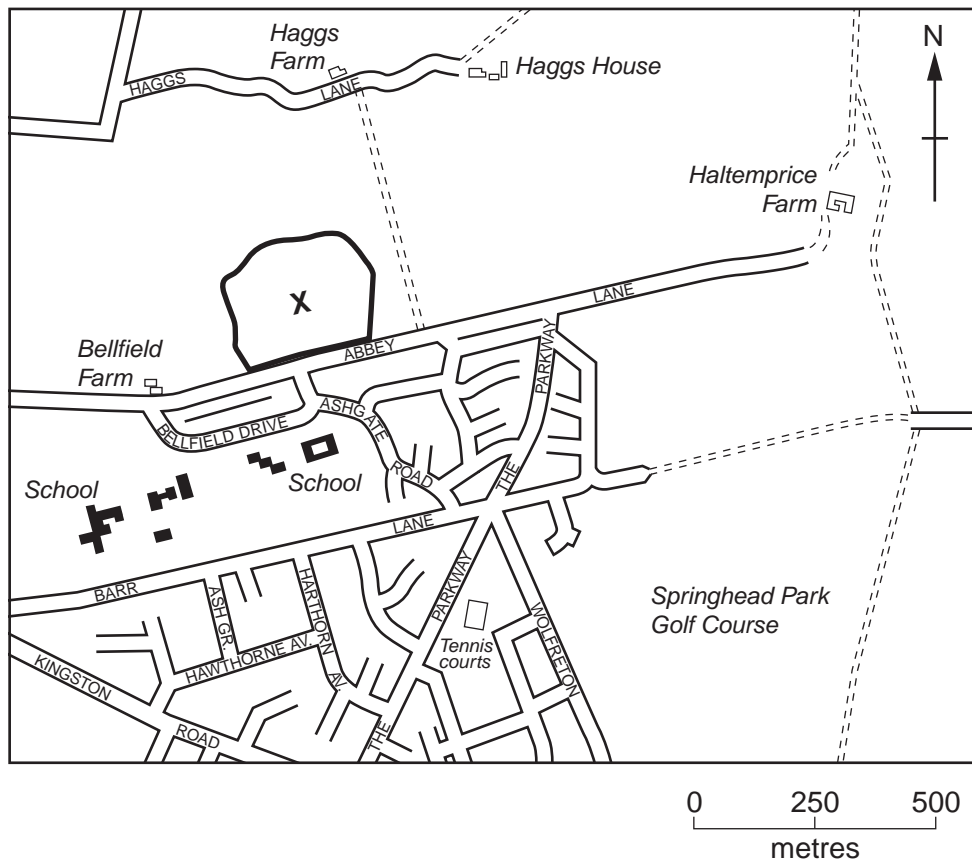 Haggs
Farm
Haggs House
HAGGS
LANE
N
Haltemprice
Farm
X
LANE
ABBEY
PARKWAY
THE
Bellfield
Farm
BELLFIELD DRIVE
ASHGATE
ROAD
School
School
LANE
BARR
ASH GR.
HARTHORN
AV.
HAWTHORNE AV.
PARKWAY
THE
Tennis
courts
WOLFRETON
Springhead Park
Golf Course
KINGSTON
ROAD
0 250 500
metres